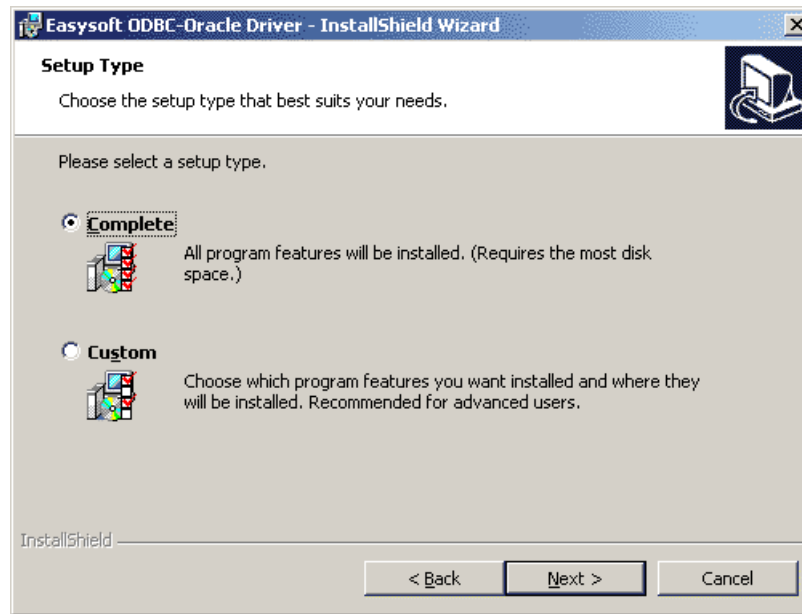 Easysoft ODBC-Oracle Driver - InstallShield Wizard
Setup Type
Choose the setup type that best suits your needs.
Please select a setup type.
Complete
All program features will be installed. (Requires the most disk
space.)
Custom
Choose which program features you want installed and where they
will be installed. Recommended for advanced users.
InstallShield
< Back
Next >
Cancel